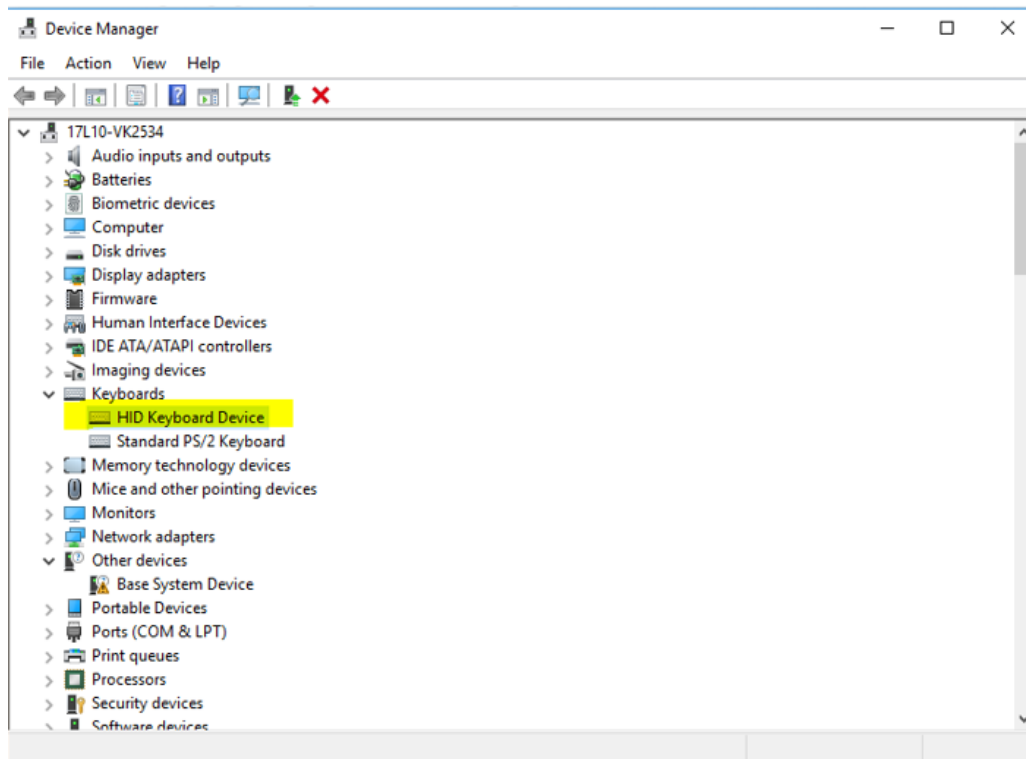 Device Manager
File Action View Help
17L10-VK2534
Audio inputs and outputs
Batteries
Biometric devices
Computer
Disk drives
Display adapters
Firmware
Human Interface Devices
IDE ATA/ATAPI controllers
Imaging devices
Keyboards
HID Keyboard Device
Standard PS/2 Keyboard
Memory technology devices
Mice and other pointing devices
Monitors
Network adapters
Other devices
Base System Device
Portable Devices
Ports (COM & LPT)
Print queues
Processors
Security devices
Software devices